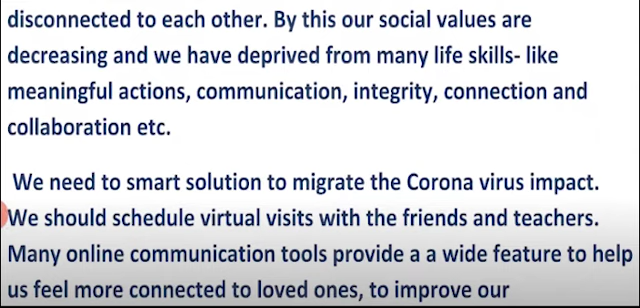 disconnected to each other. By this our social values are
decreasing and we have deprived from many life skills- like
meaningful actions, communication, integrity, connection and
collaboration etc.
We need to smart solution to migrate the Corona virus impact.
We should schedule virtual visits with the friends and teachers.
Many online communication tools provide a a wide feature to help
us feel more connected to loved ones, to improve our